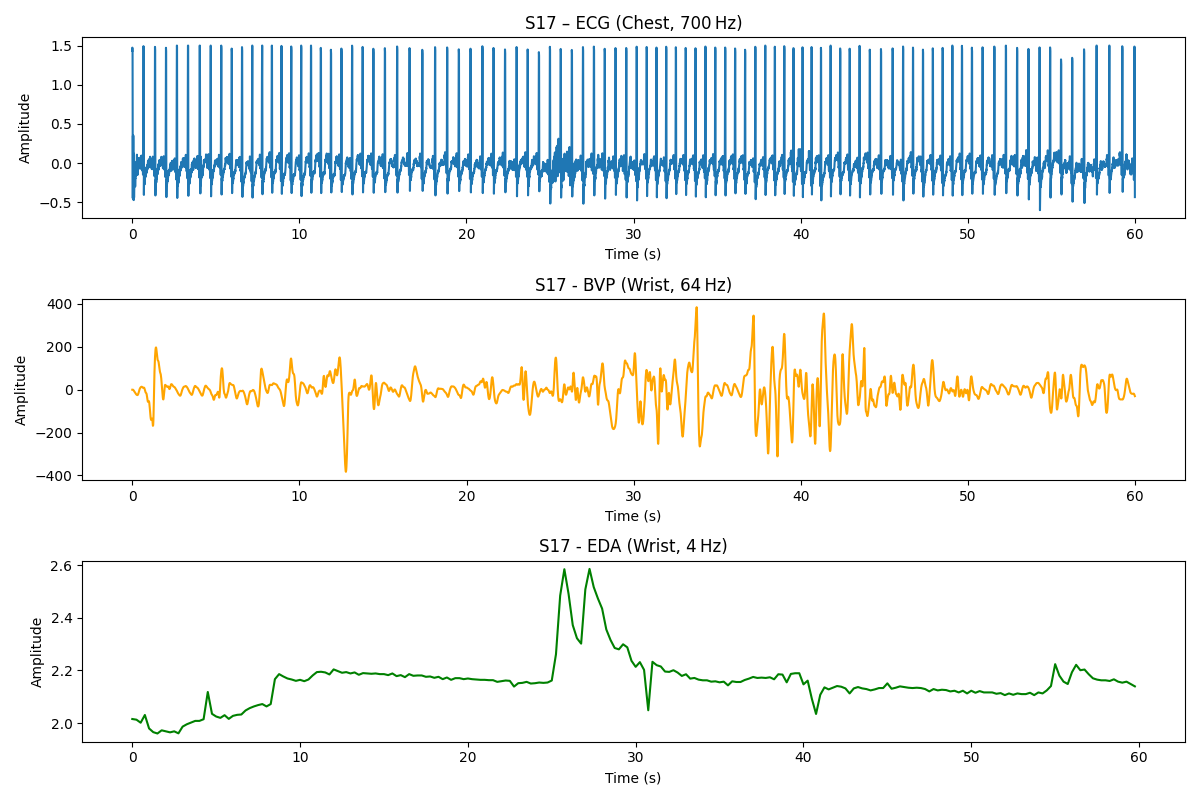 S17 – ECG (Chest, 700 Hz)
1.5
1.0
0.5
0.0
−0.5
Amplitude
0 10 20 30 40 50 60
Time (s)
S17 - BVP (Wrist, 64 Hz)
400
200
0
−200
−400
Amplitude
0 10 20 30 40 50 60
Time (s)
S17 - EDA (Wrist, 4 Hz)
2.6
2.4
2.2
2.0
Amplitude
0 10 20 30 40 50 60
Time (s)